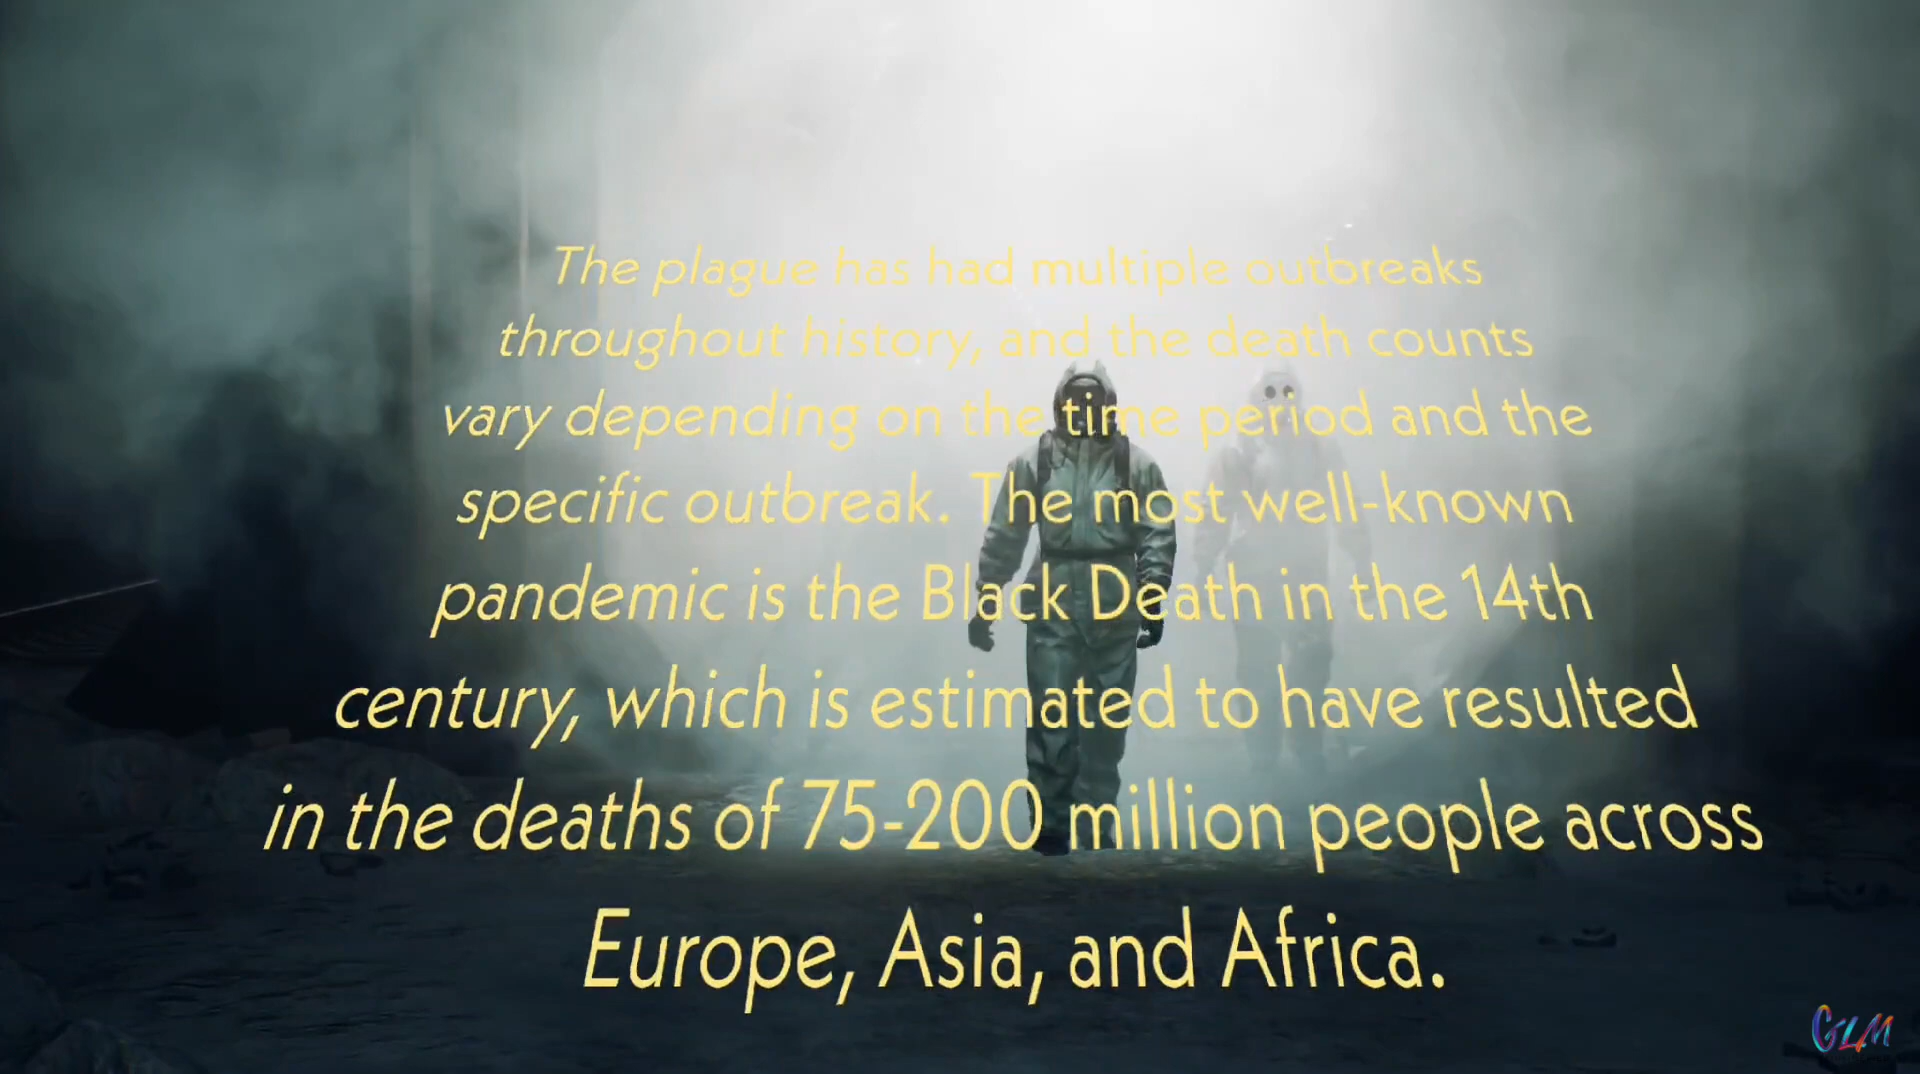 The plague has had multiple outbreaks
throughout history, and the death counts
vary depending on the time period and the
specific outbreak. The most well-known
pandemic is the Black Death in the 14th
century, which is estimated to have resulted
in the deaths of 75-200 million people across
Europe, Asia, and Africa.
GLM